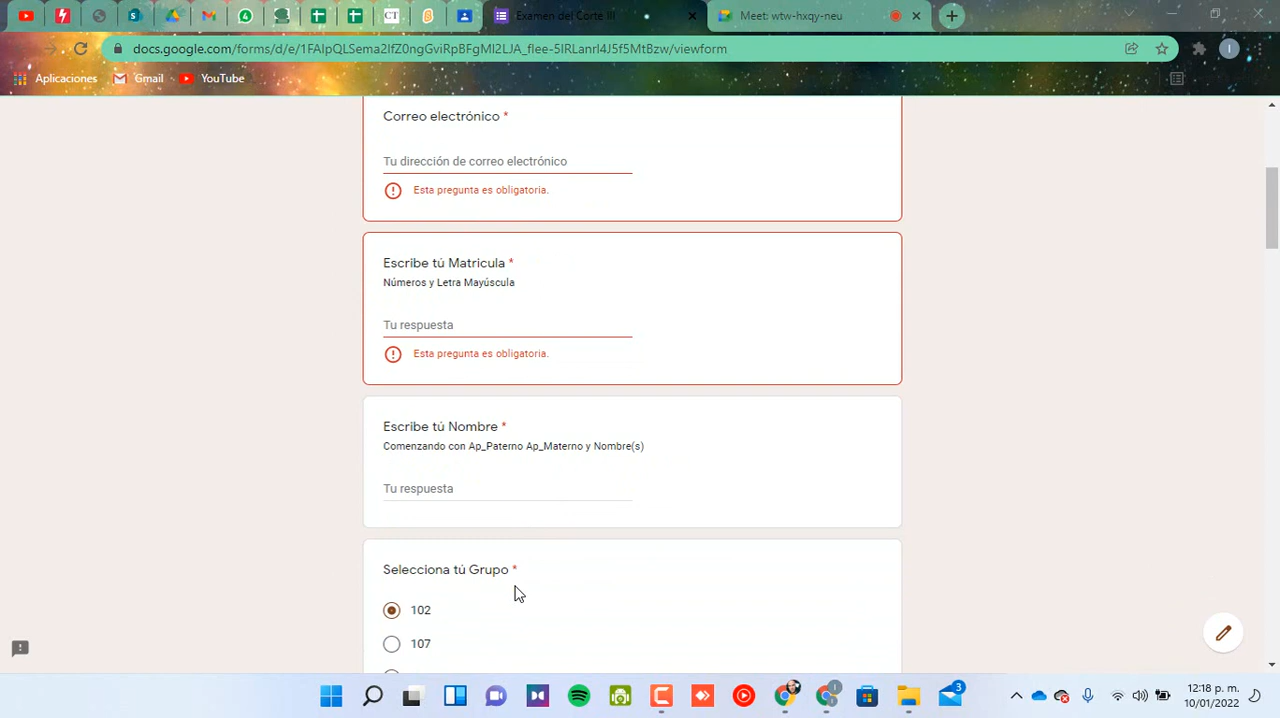 Examen del Corte III
Meet: wtw-hxqy-neu
docs.google.com/forms/d/e/1FAIpQLSema2IfZ0ngGviRpBFgMl2LJA_flee-5IRLanrl4J5f5MtBzw/viewform
I
Aplicaciones
Gmail
YouTube
Correo electrónico *
Tu dirección de correo electrónico
Esta pregunta es obligatoria.
Escribe tú Matricula *
Números y Letra Mayúscula
Tu respuesta
Esta pregunta es obligatoria.
Escribe tú Nombre *
Comenzando con Ap_Paterno Ap_Materno y Nombre(s)
Tu respuesta
Selecciona tú Grupo *
102
107
3
12:18 p. m.
10/01/2022